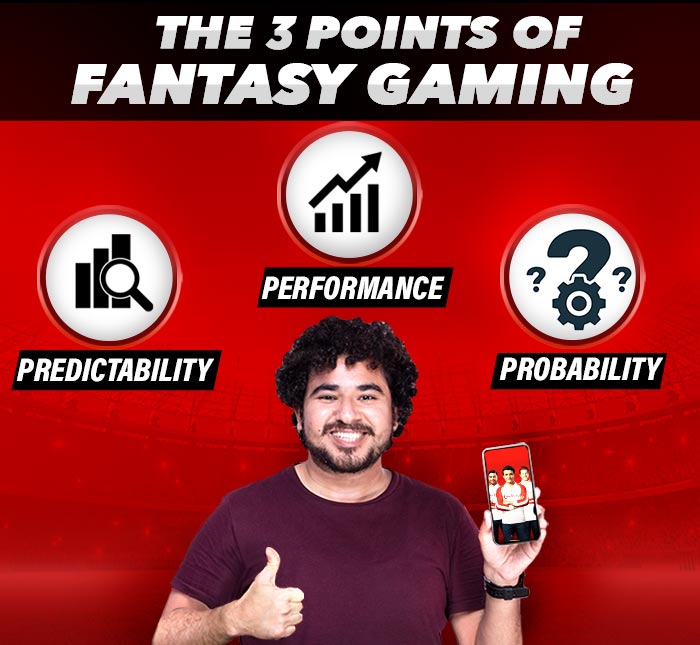 THE 3 POINTS OF
FANTASY GAMING
PERFORMANCE
PREDICTABILITY
PROBABILITY